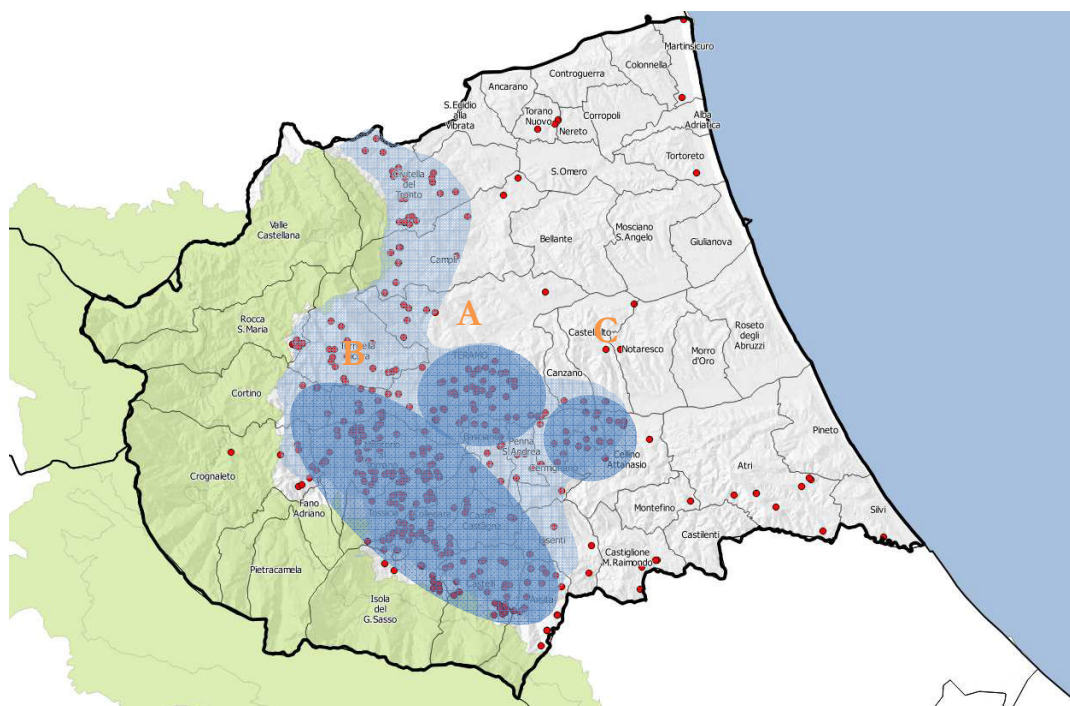 Martinsicuro
Colonnella
Controguerra
Ancarano
S.Egidio
alla
Vibrata
Torano
Nuovo
Corropoli
Nereto
Alba
Adriatica
Tortoreto
S.Omero
Civitella
del
Tronto
Valle
Castellana
Mosciano
S.Angelo
Giulianova
Bellante
Campli
A
Rocca
S.Maria
B
C
Notaresco
Roseto
degli
Abruzzi
Morro
d'Oro
TERAMO
Canzano
Cortino
Pineto
Penna
S.Andrea
Cellino
Attanasio
Atri
Crognaleto
Fano
Adriano
Montefino
Silvi
Castilenti
Castiglione
M.Raimondo
Pietracamela
Isola
del
G.Sasso